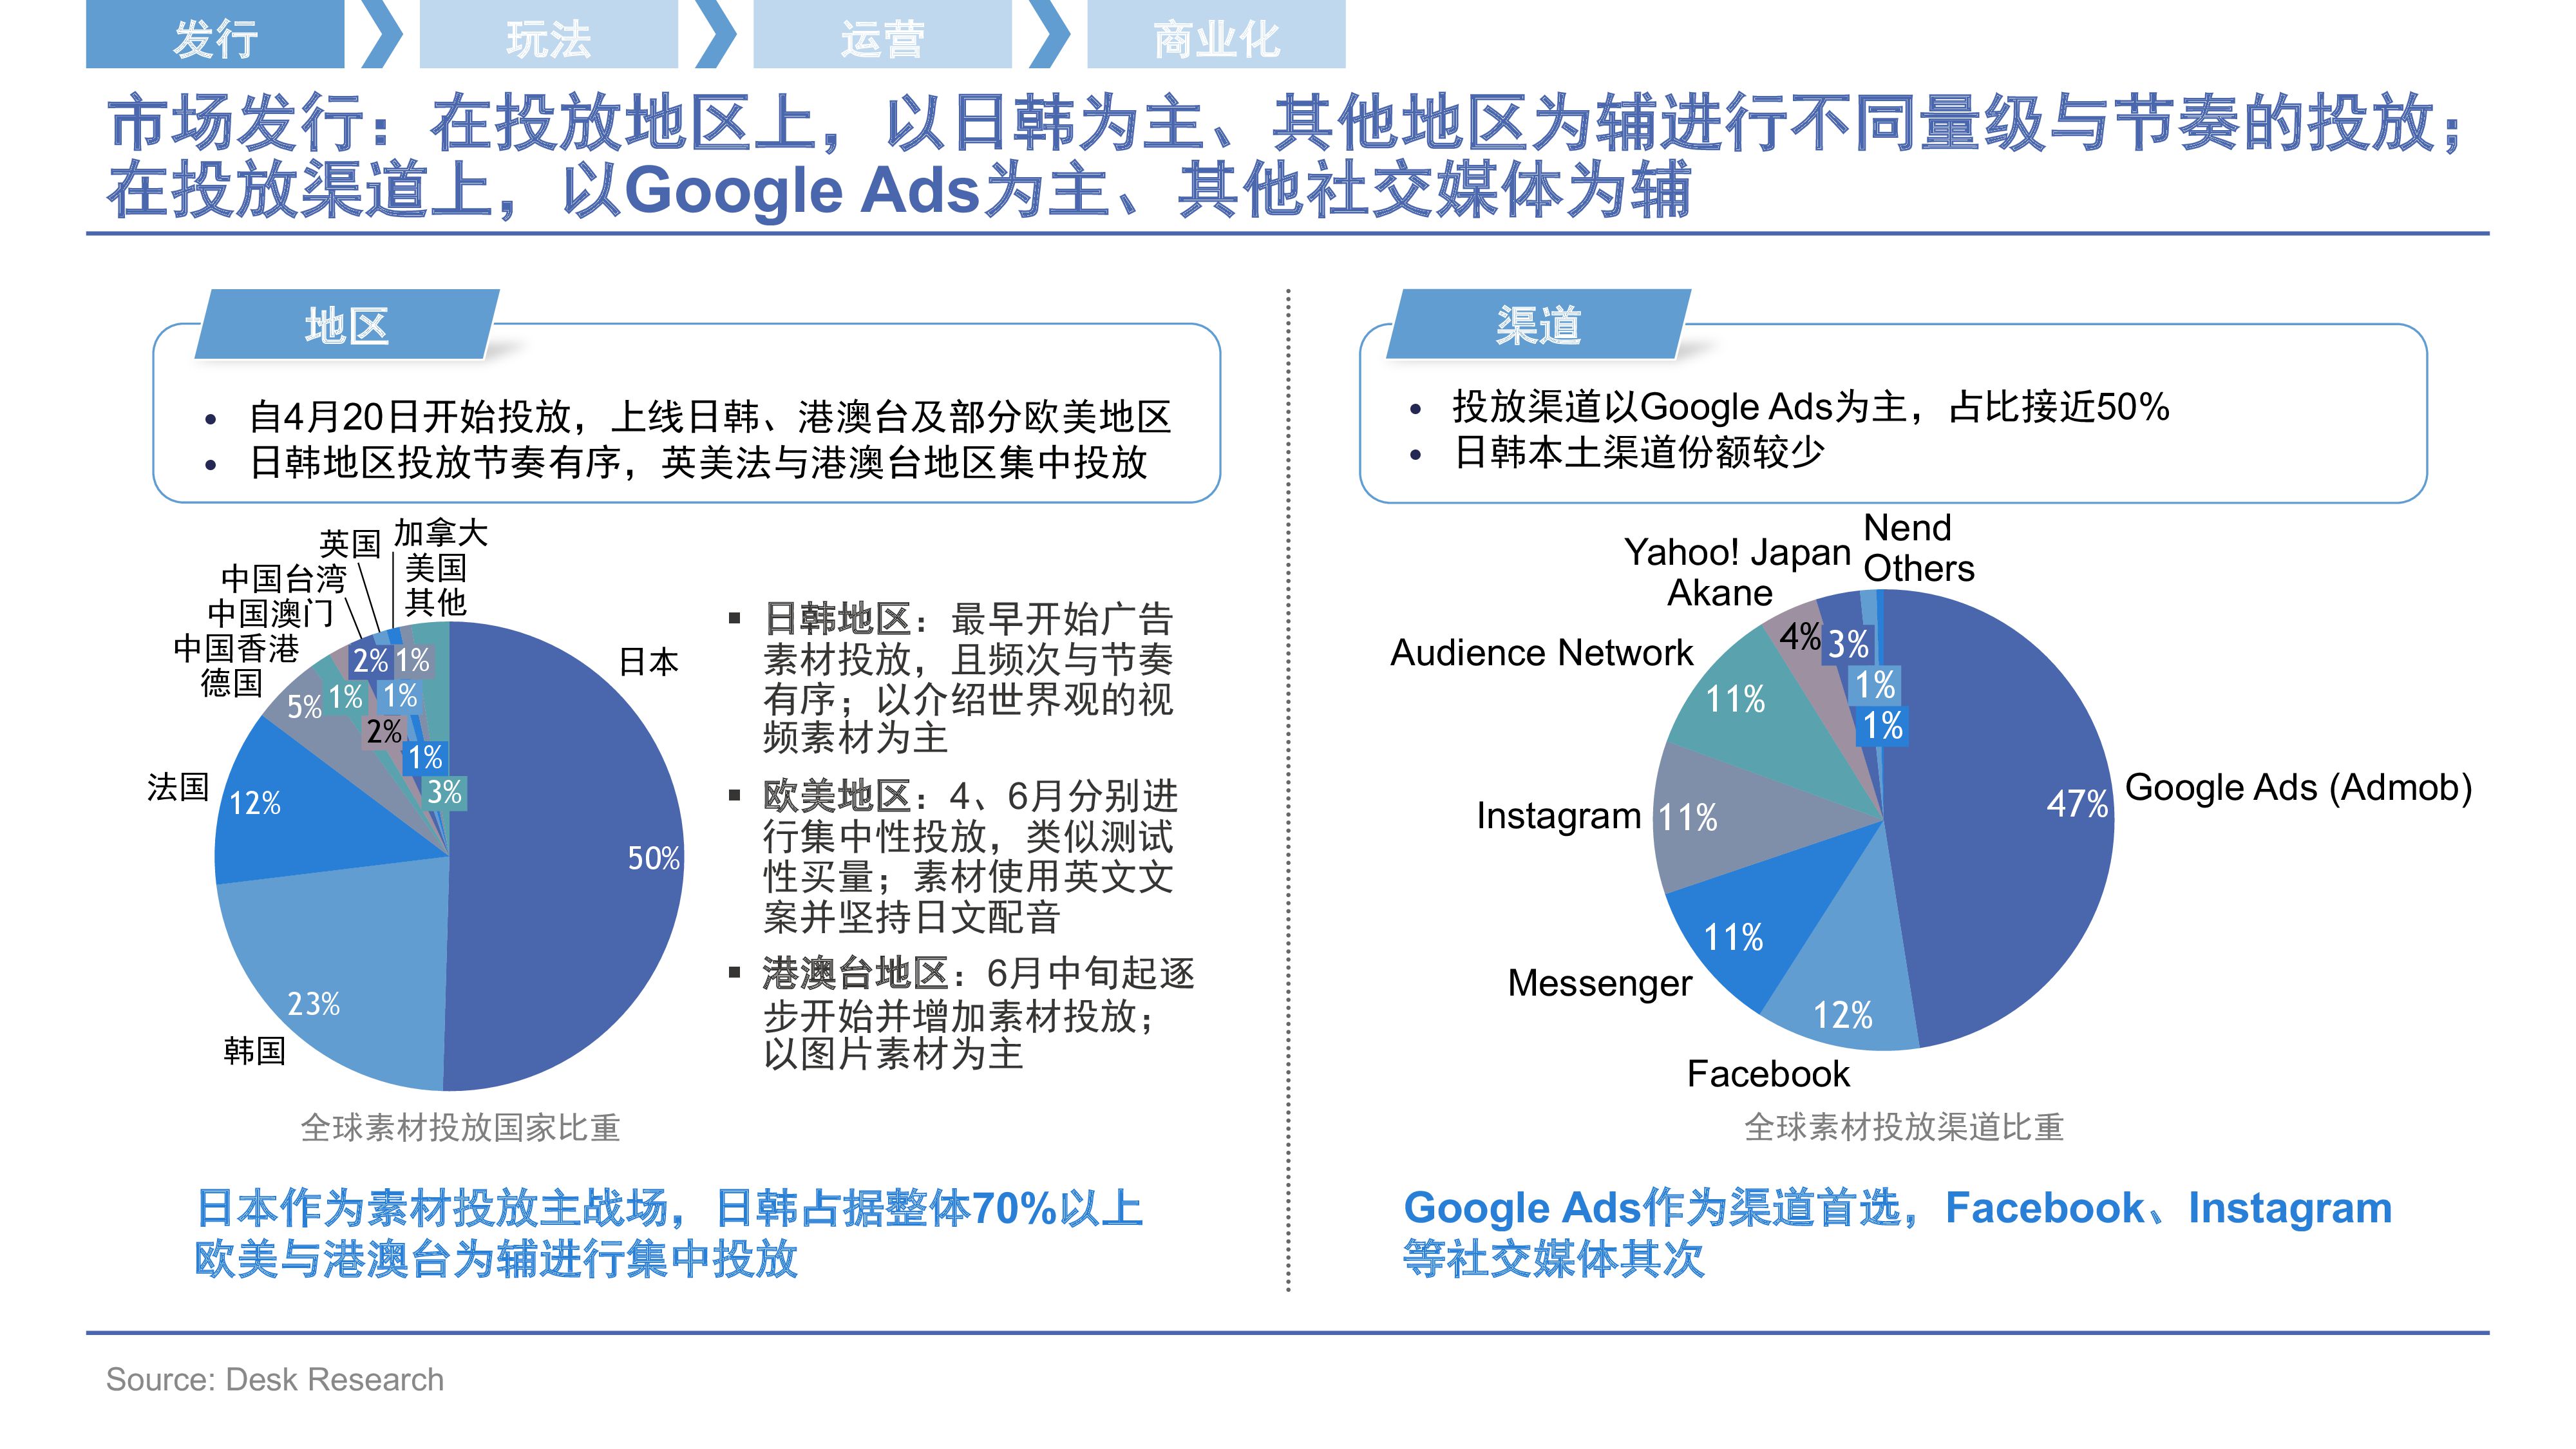 发行
玩法
运营
商业化
市场发行：在投放地区上，以日韩为主、其他地区为辅进行不同量级与节奏的投放；
在投放渠道上，以Google Ads为主、其他社交媒体为辅
地区
• 自4月20日开始投放，上线日韩、港澳台及部分欧美地区
• 日韩地区投放节奏有序，英美法与港澳台地区集中投放
加拿大
英国
美国
中国台湾
其他
中国澳门
中国香港
德国
日本
法国
韩国
2%
1%
5%
1%
1%
2%
1%
3%
12%
50%
23%
全球素材投放国家比重
▪ 日韩地区：最早开始广告
素材投放，且频次与节奏
有序；以介绍世界观的视
频素材为主
▪ 欧美地区：4、6月分别进
行集中性投放，类似测试
性买量；素材使用英文文
案并坚持日文配音
▪ 港澳台地区：6月中旬起逐
步开始并增加素材投放；
以图片素材为主
日本作为素材投放主战场，日韩占据整体70%以上
欧美与港澳台为辅进行集中投放
渠道
• 投放渠道以Google Ads为主，占比接近50%
• 日韩本土渠道份额较少
Nend
Yahoo! Japan
Others
Akane
Audience Network
Instagram
Messenger
Facebook
Google Ads (Admob)
4%
3%
11%
1%
1%
47%
11%
11%
12%
全球素材投放渠道比重
Google Ads作为渠道首选，Facebook、Instagram
等社交媒体其次
Source: Desk Research